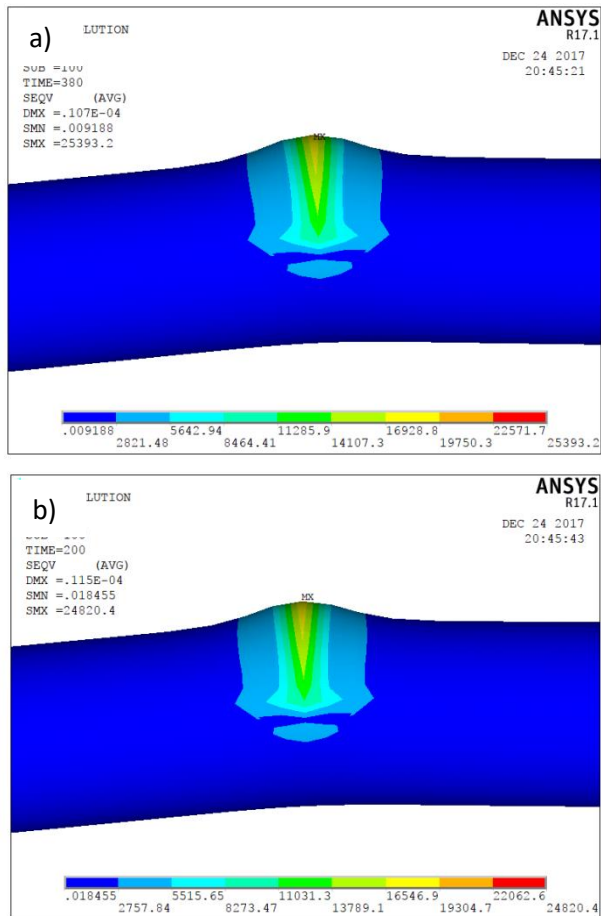 a)
LUTION
ANSYS
R17.1
DEC 24 2017
20:45:21
TIME=380
SEQV (AVG)
DMX =.107E-04
SMN =.009188
SMX =25393.2
MX
.009188 5642.94 11285.9 16928.8 22571.7
2821.48 8464.41 14107.3 19750.3 25393.2
b)
LUTION
ANSYS
R17.1
DEC 24 2017
20:45:43
TIME=200
SEQV (AVG)
DMX =.115E-04
SMN =.018455
SMX =24820.4
MX
.018455 5515.65 11031.3 16546.9 22062.6
2757.84 8273.47 13789.1 19304.7 24820.4